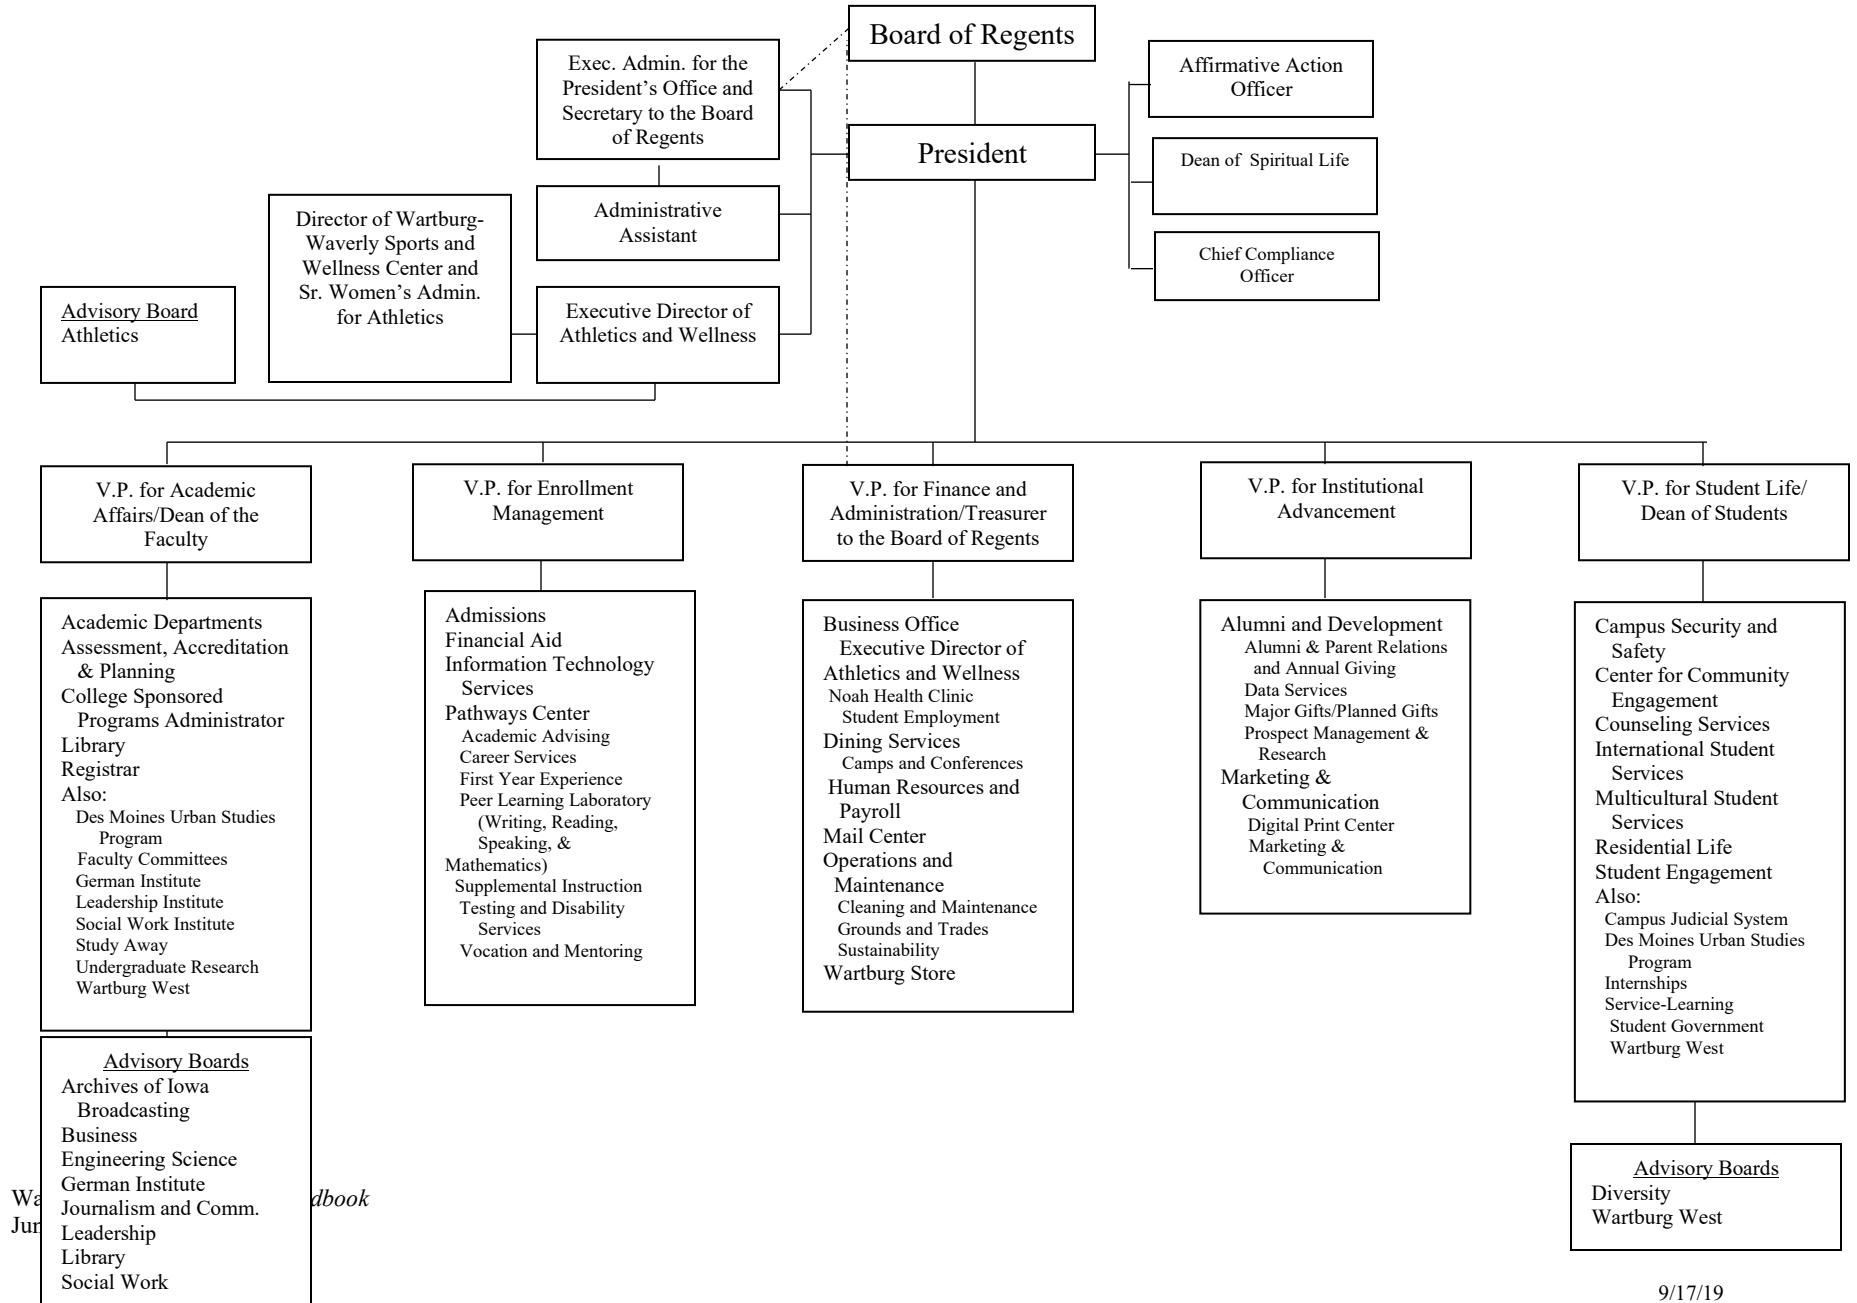 Board of Regents
Exec. Admin. for the
President’s Office and
Secretary to the Board
of Regents
Affirmative Action
Officer
President
Dean of Spiritual Life
Administrative
Assistant
Director of Wartburg-
Waverly Sports and
Wellness Center and
Sr. Women’s Admin.
for Athletics
Chief Compliance
Officer
Advisory Board
Athletics
Executive Director of
Athletics and Wellness
V.P. for Academic
Affairs/Dean of the
Faculty
V.P. for Enrollment
Management
V.P. for Finance and
Administration/Treasurer
to the Board of Regents
V.P. for Institutional
Advancement
V.P. for Student Life/
Dean of Students
Academic Departments
Assessment, Accreditation
& Planning
College Sponsored
Programs Administrator
Library
Registrar
Also:
Des Moines Urban Studies
Program
Faculty Committees
German Institute
Leadership Institute
Social Work Institute
Study Away
Undergraduate Research
Wartburg West
Admissions
Financial Aid
Information Technology
Services
Pathways Center
Academic Advising
Career Services
First Year Experience
Peer Learning Laboratory
(Writing, Reading,
Speaking, &
Mathematics)
Supplemental Instruction
Testing and Disability
Services
Vocation and Mentoring
Business Office
Executive Director of
Athletics and Wellness
Noah Health Clinic
Student Employment
Dining Services
Camps and Conferences
Human Resources and
Payroll
Mail Center
Operations and
Maintenance
Cleaning and Maintenance
Grounds and Trades
Sustainability
Wartburg Store
Alumni and Development
Alumni & Parent Relations
and Annual Giving
Data Services
Major Gifts/Planned Gifts
Prospect Management &
Research
Marketing &
Communication
Digital Print Center
Marketing &
Communication
Campus Security and
Safety
Center for Community
Engagement
Counseling Services
International Student
Services
Multicultural Student
Services
Residential Life
Student Engagement
Also:
Campus Judicial System
Des Moines Urban Studies
Program
Internships
Service-Learning
Student Government
Wartburg West
Advisory Boards
Archives of Iowa
Broadcasting
Business
Engineering Science
German Institute
Journalism and Comm.
Leadership
Library
Social Work
Advisory Boards
Diversity
Wartburg West
9/17/19